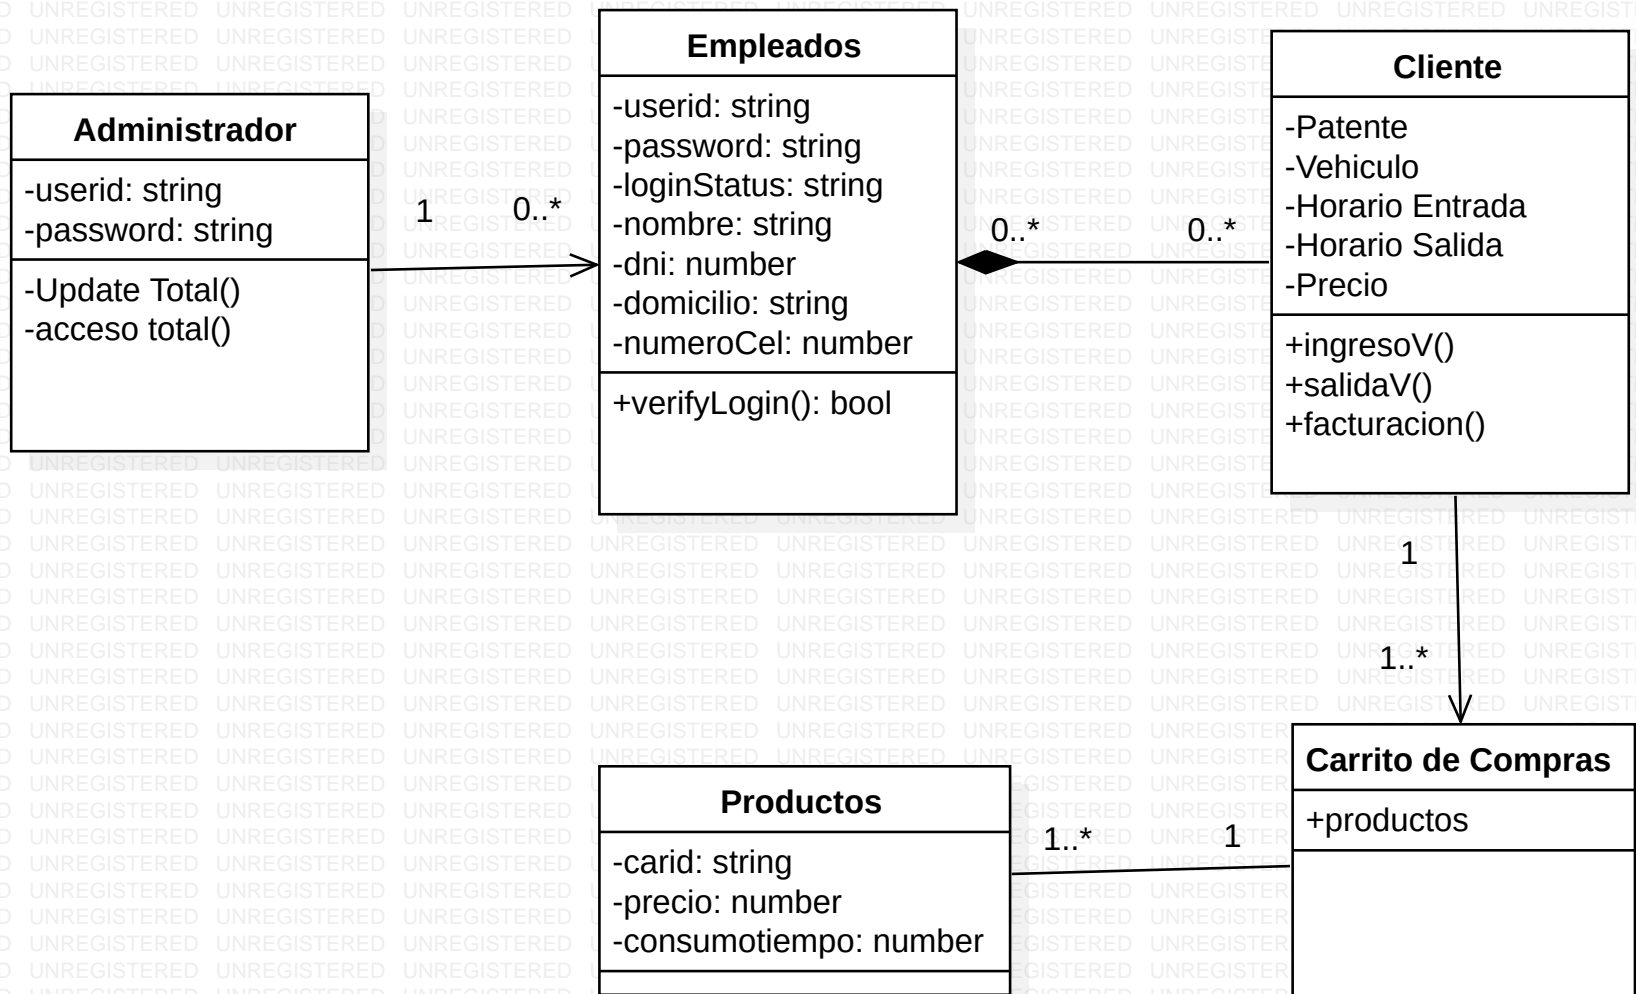 Administrador
-userid: string
-password: string
-Update Total()
-acceso total()
1
0..*
Empleados
-userid: string
-password: string
-loginStatus: string
-nombre: string
-dni: number
-domicilio: string
-numeroCel: number
+verifyLogin(): bool
0..*
0..*
Cliente
-Patente
-Vehiculo
-Horario Entrada
-Horario Salida
-Precio
+ingresoV()
+salidaV()
+facturacion()
1
1..*
Carrito de Compras
+productos
1..*
1
Productos
-carid: string
-precio: number
-consumotiempo: number
UNREGISTERED